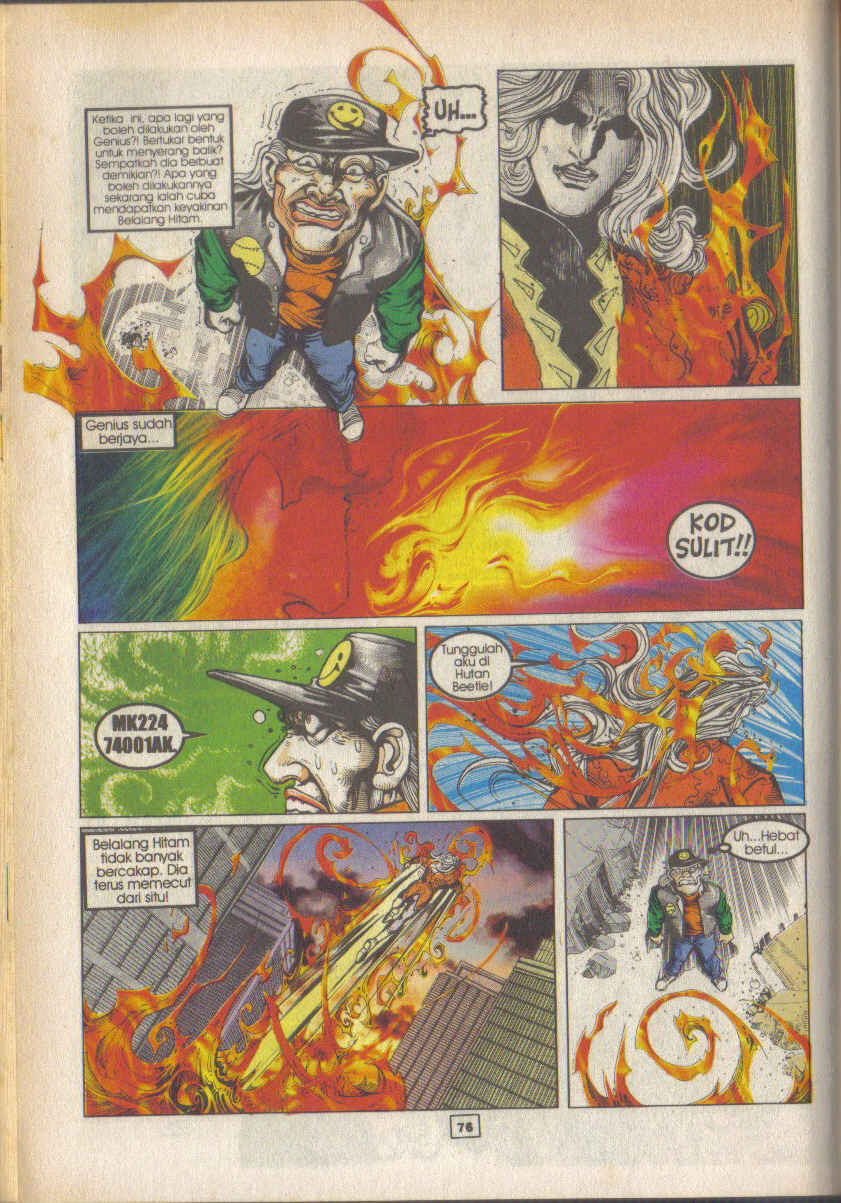 Ketika ini, apa lagi yang
boleh dilakukan oleh
Genius?! Bertukar bentuk
untuk menyerang balik?
Sempatkah dia berbuat
demikian?! Apa yang
boleh dilakukannya
sekarang ialah cuba
mendapatkan keyakinan
Belalang Hitam.
UH...
Genius sudah
berjaya...
KOD
SULIT!!
MK224
74001AK.
Tunggulah
aku di
Hutan
Beetle!
Belalang Hitam
tidak banyak
bercakap. Dia
terus memecut
dari situ!
Uh...Hebat
betul...
76